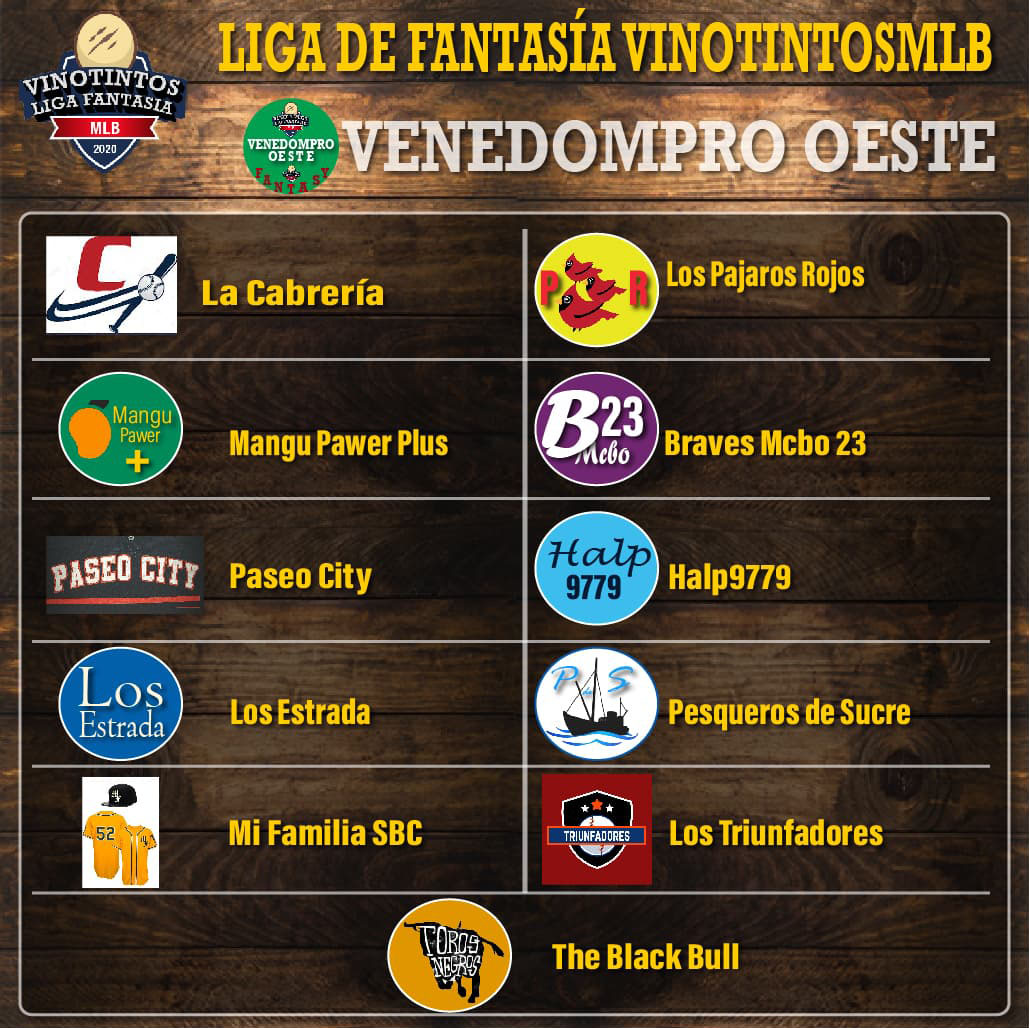 VINOTINTOS
LIGA FANTASIA
MLB
2020
LIGA DE FANTASÍA VINOTINTOSMLB
VENEDOMPRO
OESTE
FANTASY
VENEDOMPRO OESTE
C
La Cabrería
P R
Los Pajaros Rojos
Mangu
Pawer
+
Mangu Pawer Plus
B23
Mcbo
Braves Mcbo 23
PASEO CITY
Paseo City
Halp
9779
Halp9779
Los
Estrada
Los Estrada
P S
Pesqueros de Sucre
52
Mi Familia SBC
TRIUNFADORES
Los Triunfadores
TOROS
NEGROS
The Black Bull